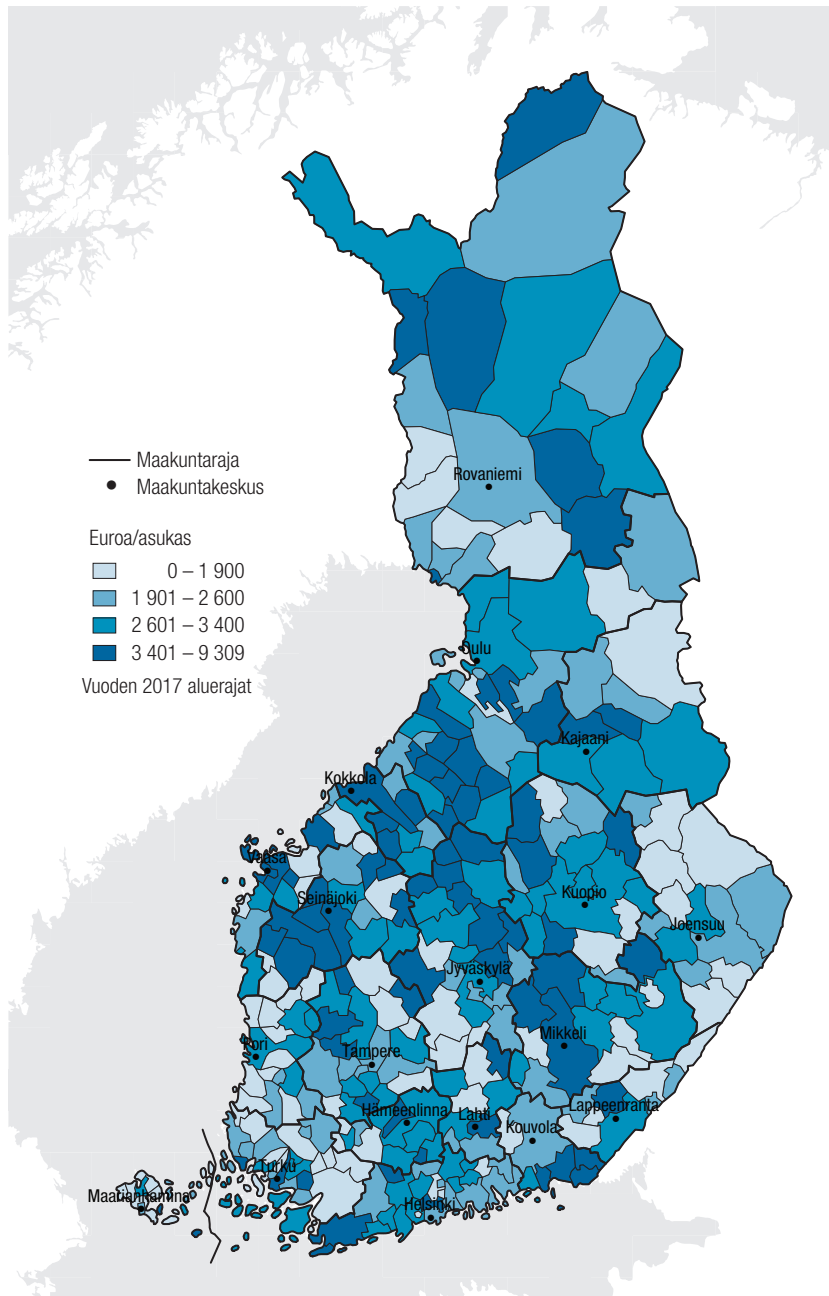 Maakuntaraja
Maakuntakeskus
Euroa/asukas
0 – 1 900
1 901 – 2 600
2 601 – 3 400
3 401 – 9 309
Vuoden 2017 aluerajat
Rovaniemi
Oulu
Kajaani
Kokkola
Vaasa
Seinäjoki
Kuopio
Joensuu
Jyväskylä
Mikkeli
Pori
Tampere
Hämeenlinna
Lahti
Lappeenranta
Kouvola
Turku
Maarianhamina
Helsinki